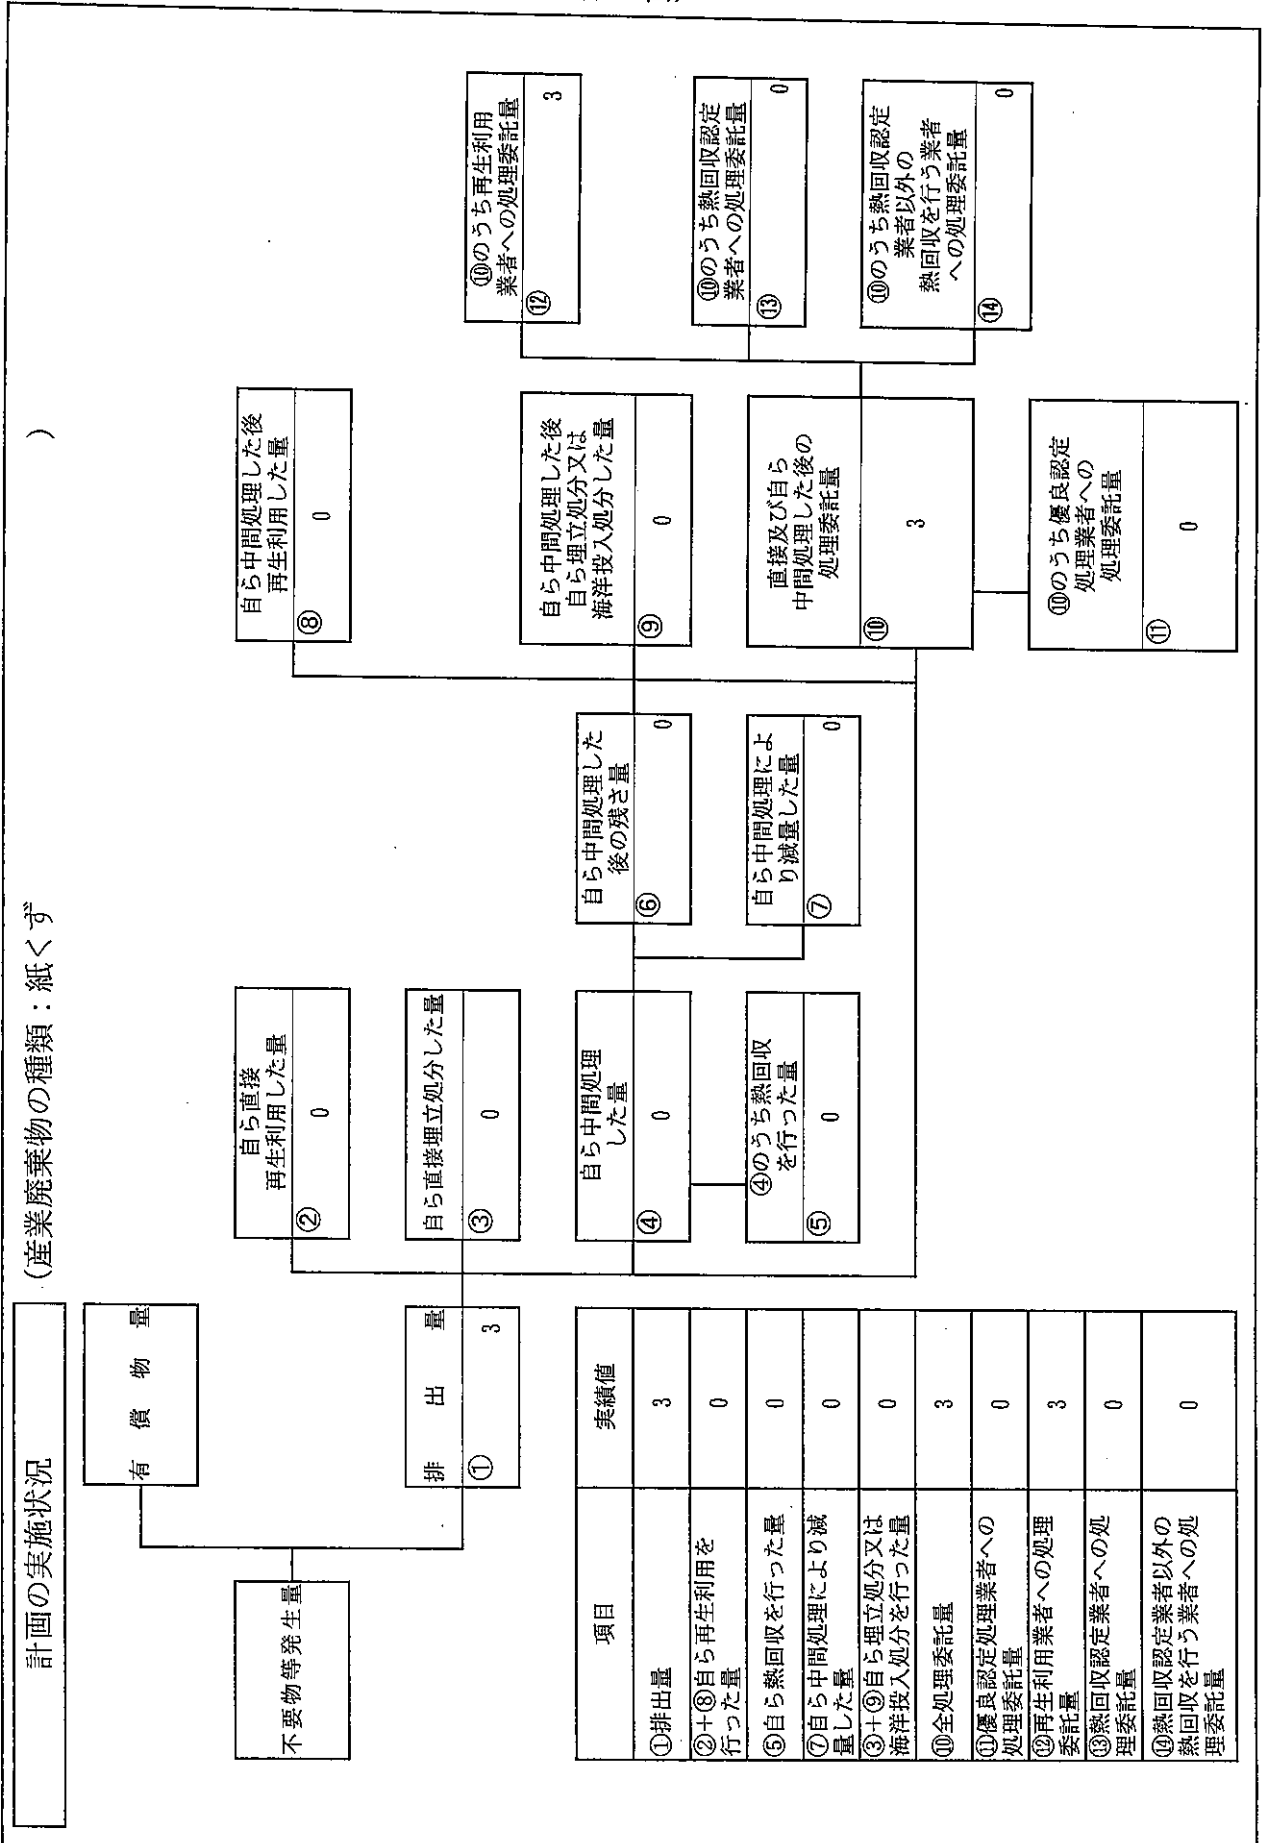 計画の実施状況
(産業廃棄物の種類：紙くず
)
不要物等発生量
有償物量
排出量
① 3
自ら直接
再生利用した量
② 0
自ら直接埋立処分した量
③ 0
自ら中間処理
した量
④ 0
④のうち熱回収
を行った量
⑤ 0
自ら中間処理した
後の残さ量
⑥ 0
自ら中間処理によ
り減量した量
⑦ 0
自ら中間処理した後
再生利用した量
⑧ 0
自ら中間処理した後
自ら埋立処分又は
海洋投入処分した量
⑨ 0
直接及び自ら
中間処理した後の
処理委託量
⑩ 3
⑩のうち優良認定
処理業者への
処理委託量
⑪ 0
⑩のうち再生利用
業者への処理委託量
⑫ 3
⑩のうち熱回収認定
業者への処理委託量
⑬ 0
⑩のうち熱回収認定
業者以外の
熱回収を行う業者
への処理委託量
⑭ 0
項目 実績値
①排出量 3
②+⑧自ら再生利用を
行った量 0
⑤自ら熱回収を行った量 0
⑦自ら中間処理により減
量した量 0
③+⑨自ら埋立処分又は
海洋投入処分を行った量 0
⑩全処理委託量 3
⑪優良認定処理業者への
処理委託量 0
⑫再生利用業者への処理
委託量 3
⑬熱回収認定業者への処
理委託量 0
⑭熱回収認定業者以外の
熱回収を行う業者への処
理委託量 0